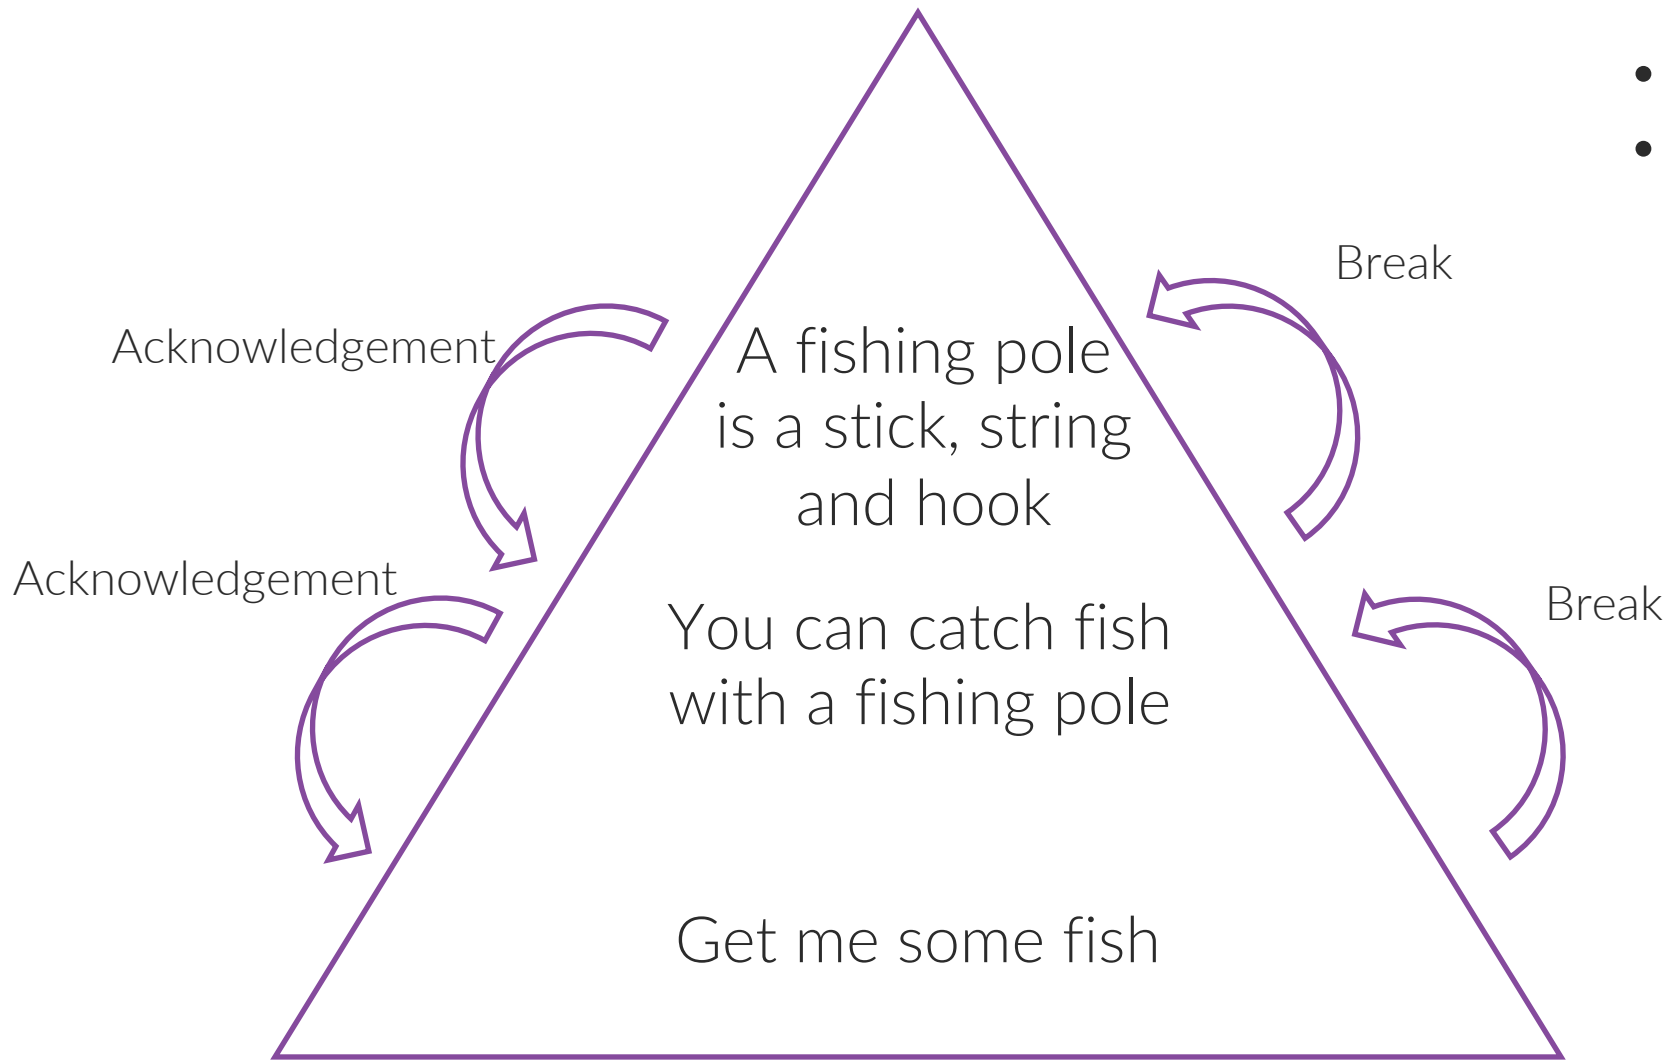 Break
Acknowledgement
A fishing pole
is a stick, string
and hook
Acknowledgement
Break
You can catch fish
with a fishing pole
Get me some fish